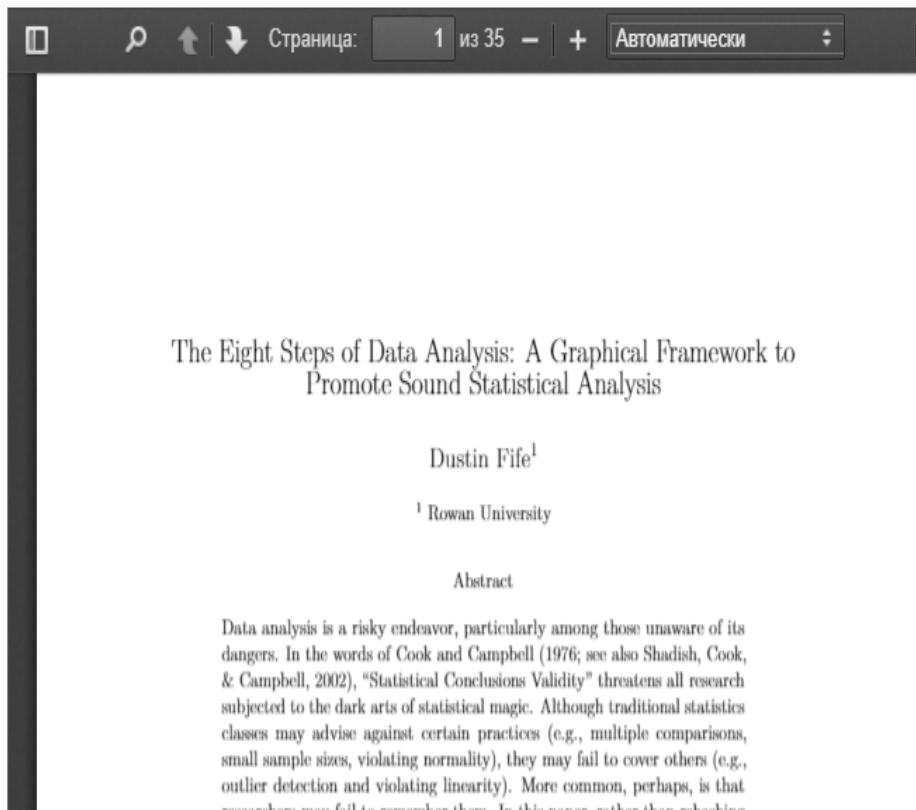 Страница: 1 из 35 Автоматически
The Eight Steps of Data Analysis: A Graphical Framework to
Promote Sound Statistical Analysis
Dustin Fife1
1 Rowan University
Abstract
Data analysis is a risky endeavor, particularly among those unaware of its
dangers. In the words of Cook and Campbell (1976; see also Shadish, Cook,
& Campbell, 2002), “Statistical Conclusions Validity” threatens all research
subjected to the dark arts of statistical magic. Although traditional statistics
classes may advise against certain practices (e.g., multiple comparisons,
small sample sizes, violating normality), they may fail to cover others (e.g.,
outlier detection and violating linearity). More common, perhaps, is that